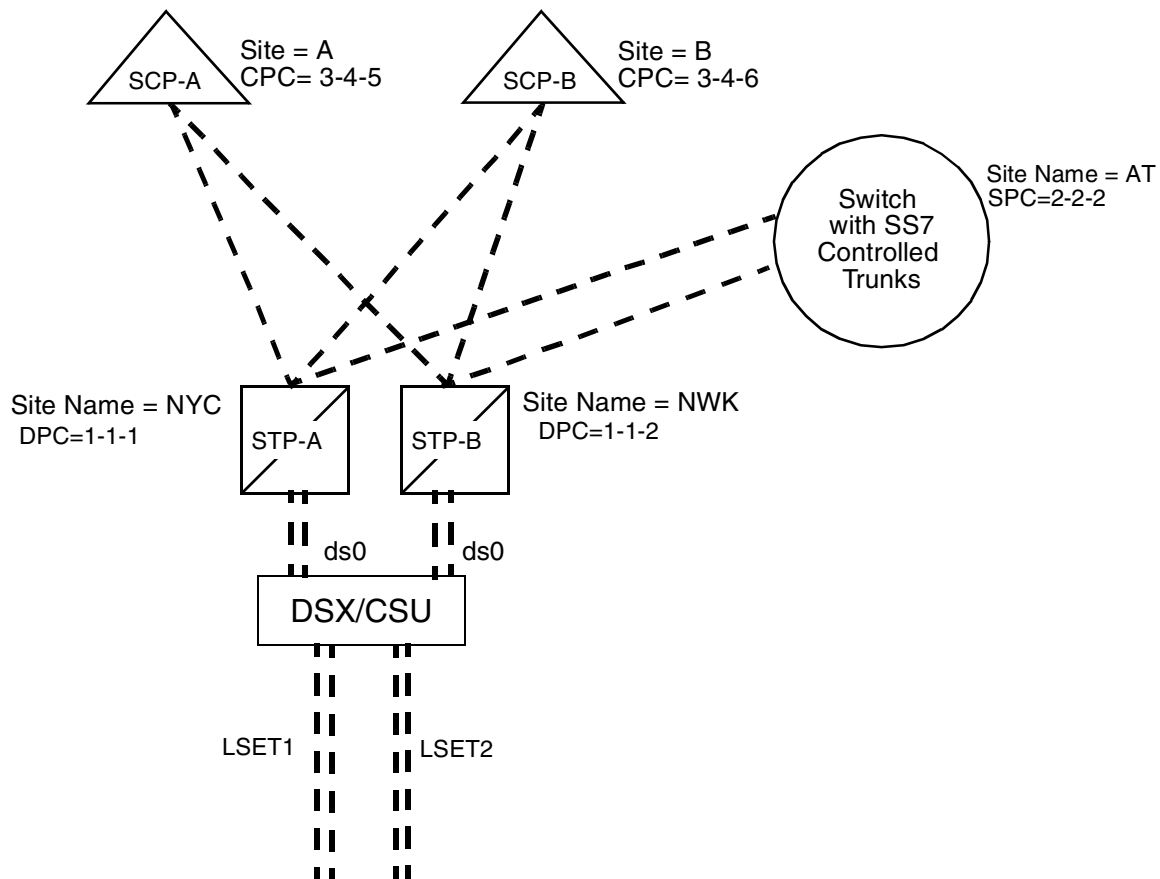 SCP-A
Site = A
CPC= 3-4-5
SCP-B
Site = B
CPC= 3-4-6
Switch
with SS7
Controlled
Trunks
Site Name = AT
SPC=2-2-2
Site Name = NYC
DPC=1-1-1
STP-A
STP-B
Site Name = NWK
DPC=1-1-2
ds0
ds0
DSX/CSU
LSET1
LSET2